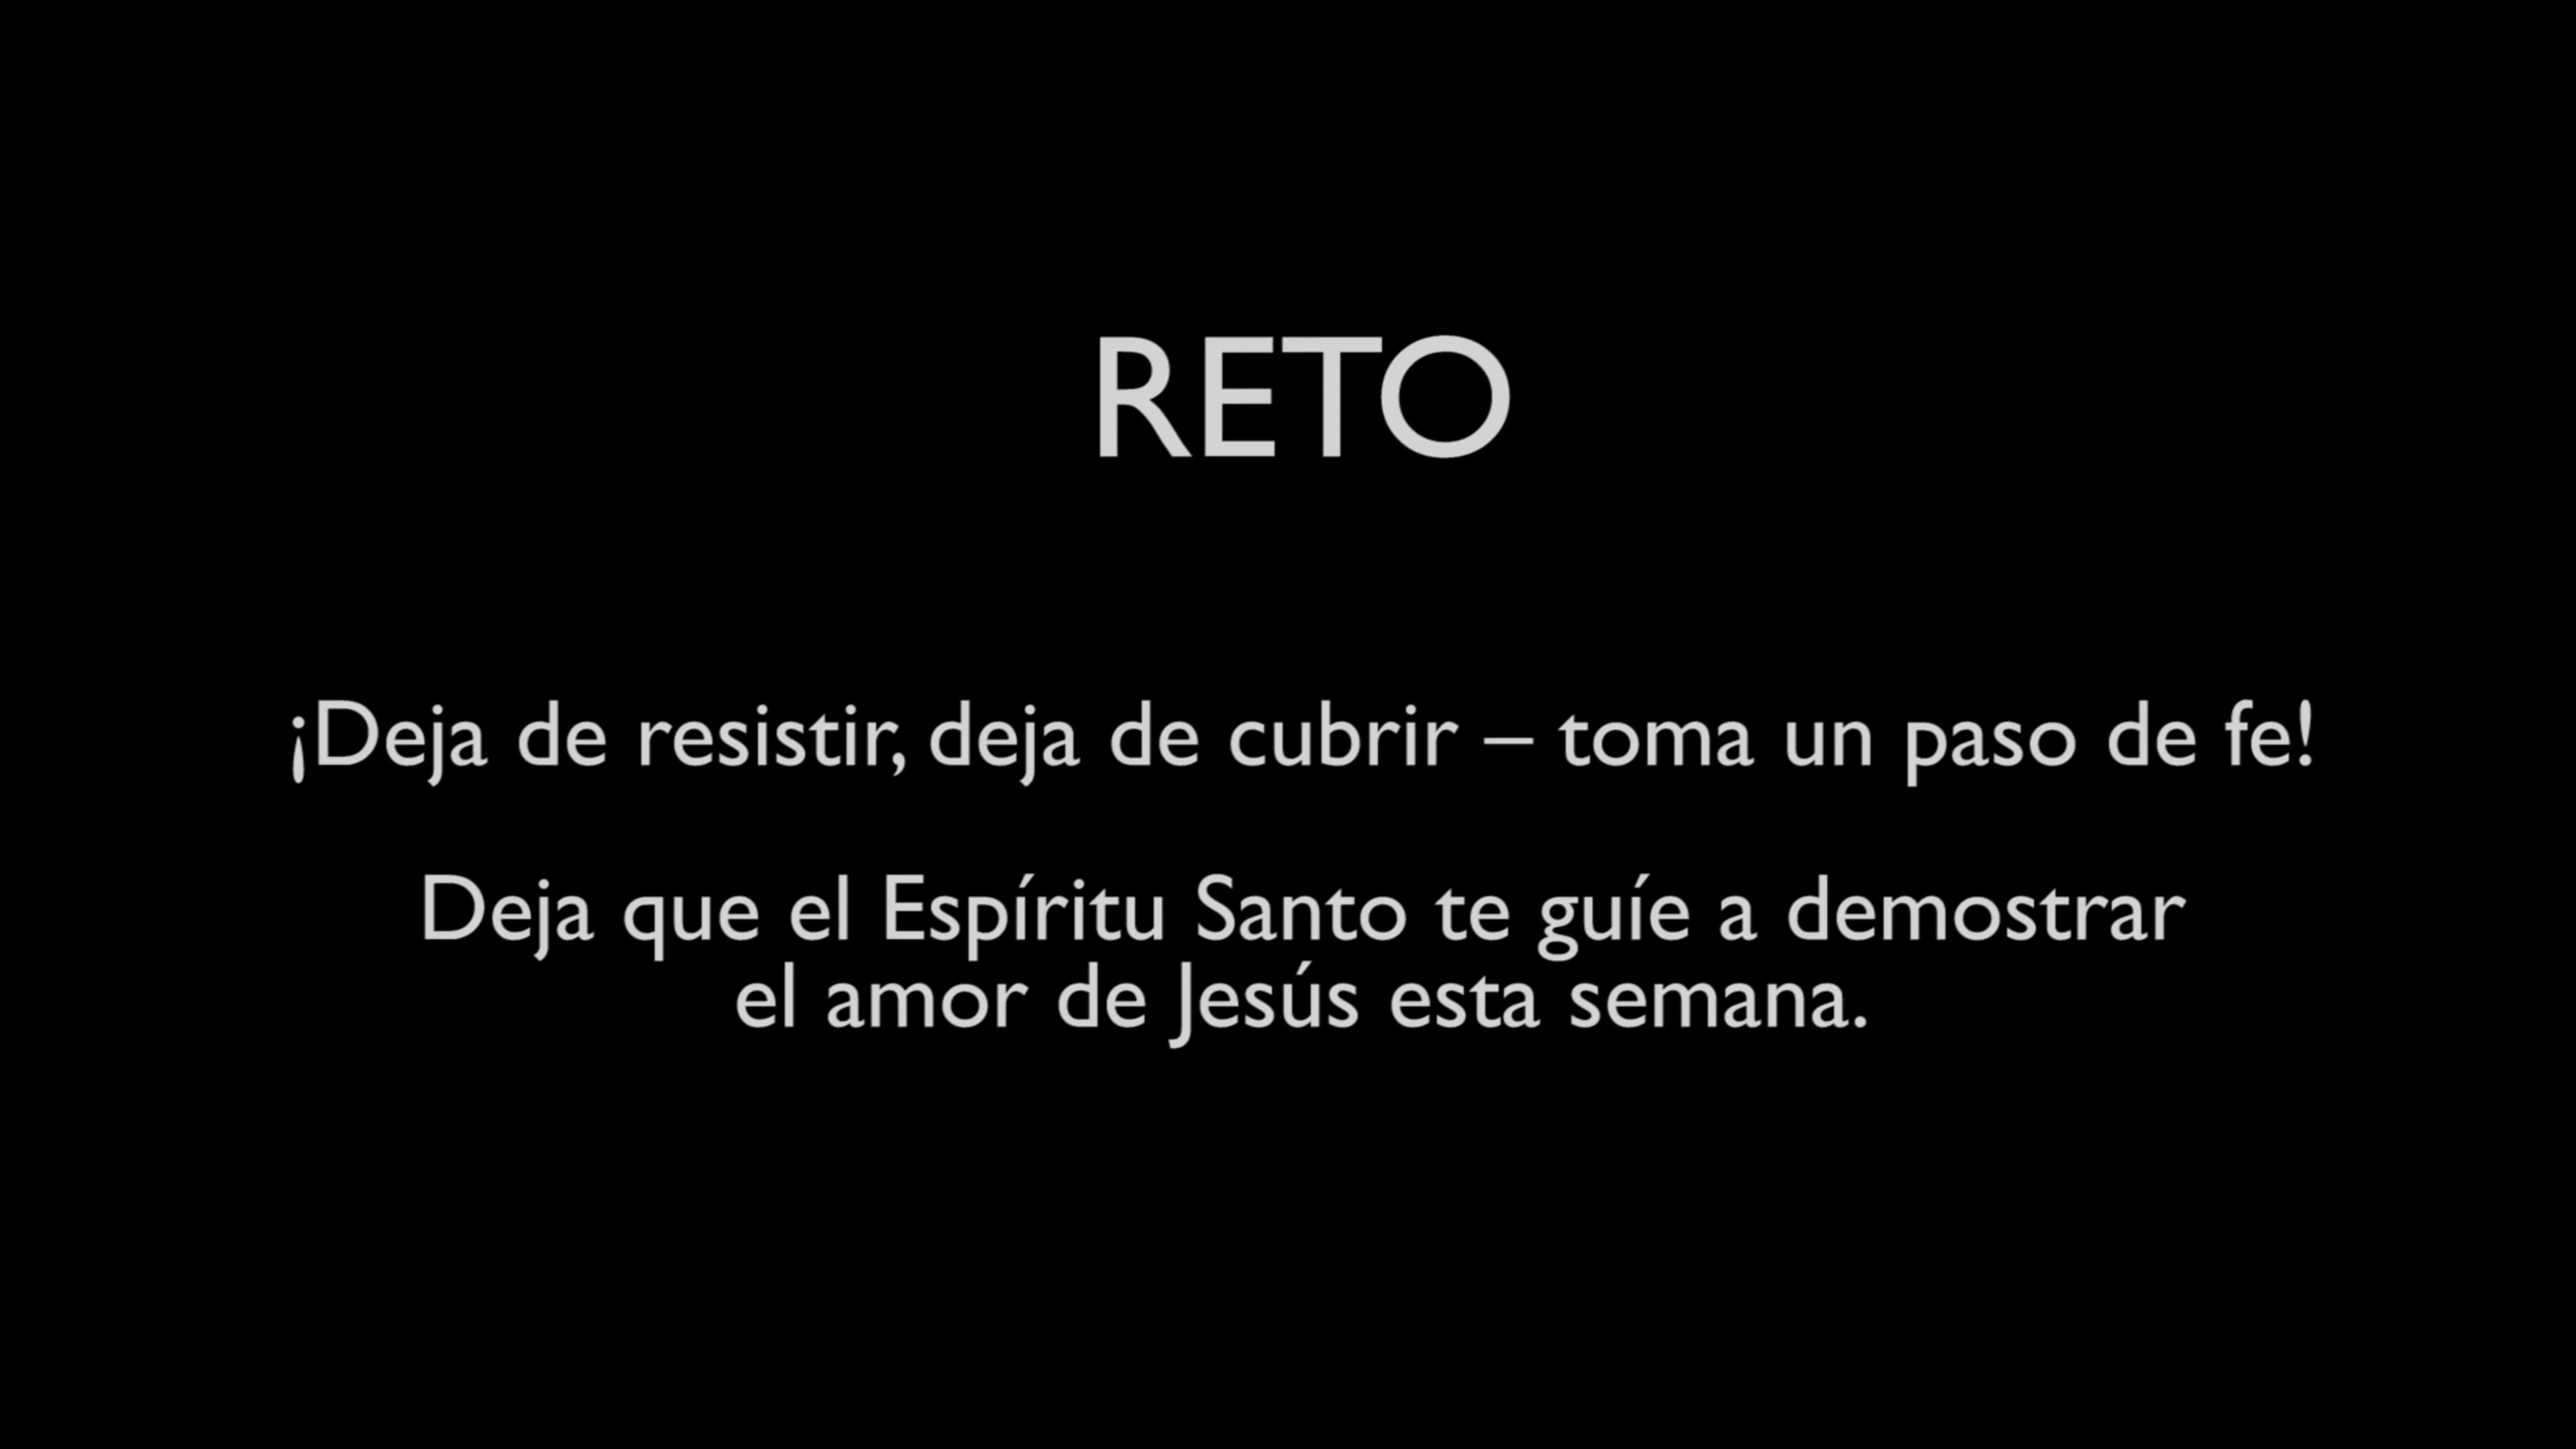 RETO
¡Deja de resistir, deja de cubrir – toma un paso de fe!
Deja que el Espíritu Santo te guíe a demostrar
el amor de Jesús esta semana.